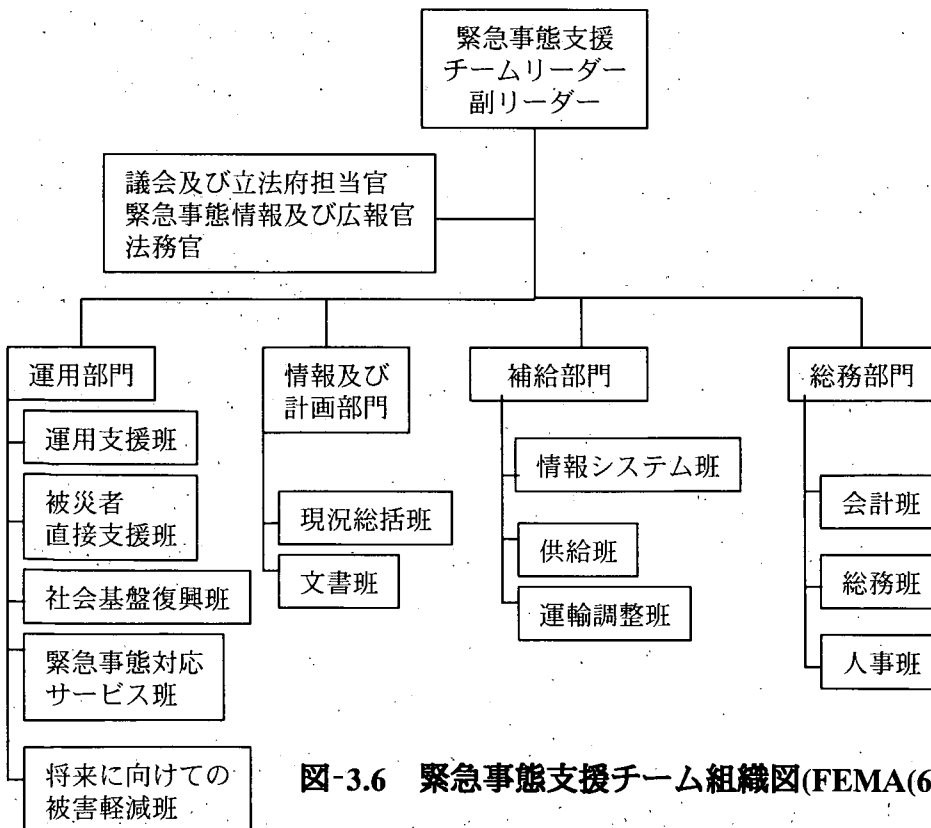 緊急事態支援
チームリーダー
副リーダー
議会及び立法府担当官
緊急事態情報及び広報官
法務官
運用部門
運用支援班
被災者
直接支援班
社会基盤復興班
緊急事態対応
サービス班
将来に向けての
被害軽減班
情報及び
計画部門
現況総括班
文書班
補給部門
情報システム班
供給班
運輸調整班
総務部門
会計班
総務班
人事班
図-3.6 緊急事態支援チーム組織図(FEMA(6